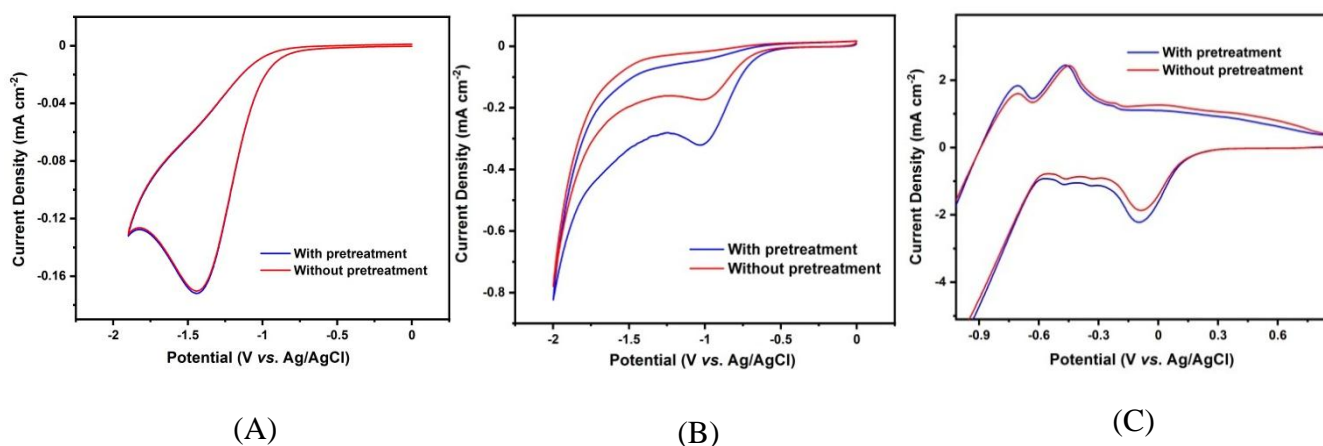 0
-0.04
-0.08
-0.12
-0.16
Current Density (mA cm-2)
With pretreatment
Without pretreatment
-2 -1.5 -1 -0.5 0
Potential (V vs. Ag/AgCl)
(A)
0
-0.2
-0.4
-0.6
-0.8
Current Density (mA cm-2)
With pretreatment
Without pretreatment
-2 -1.5 -1 -0.5 0
Potential (V vs. Ag/AgCl)
(B)
2
0
-2
-4
Current Density (mA cm-2)
With pretreatment
Without pretreatment
-0.9 -0.6 -0.3 0 0.3 0.6
Potential (V vs. Ag/AgCl)
(C)